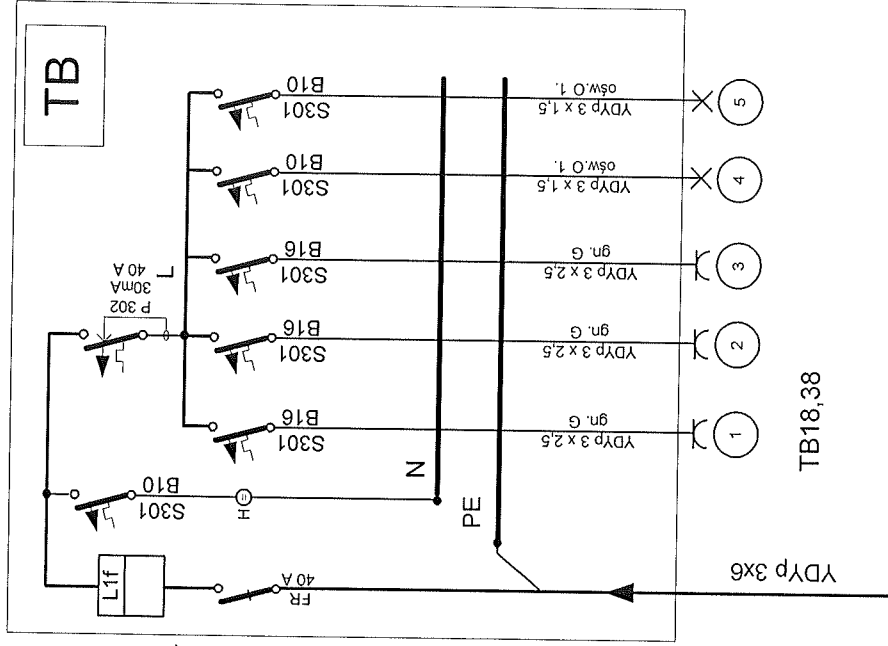 TB
P 302
30mA
40 A
L
S301
B10
S301
B10
S301
B16
S301
B16
S301
B16
S301
B10
H
L1f
FR
40 A
N
PE
YDYp 3 x 1,5
ośw.O 1.
YDYp 3 x 1,5
ośw.O 1.
YDYp 3 x 2,5
gn. G
YDYp 3 x 2,5
gn. G
YDYp 3 x 2,5
gn. G
5
4
3
2
1
TB18,38
YDYp 3x6